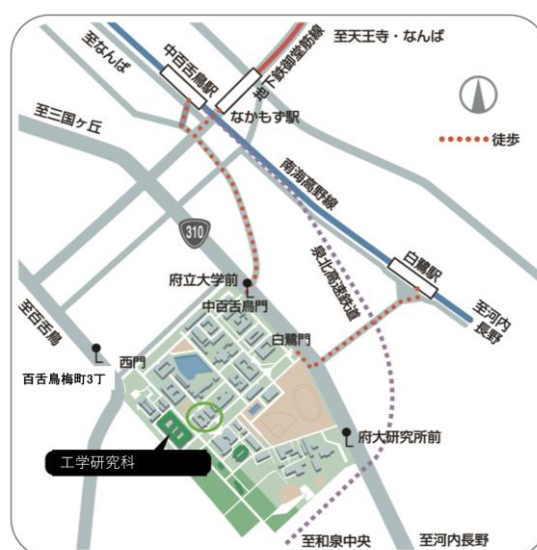 至天王寺・なんば
地下鉄御堂筋線
至なんば
中百舌鳥駅
なかもず駅
徒歩
至三国ヶ丘
南海高野線
310
白鷺駅
府立大学前
中百舌鳥門
泉北高速鉄道
至河内
長野
至百舌鳥
白鷺門
西門
百舌鳥梅町3丁
府大研究所前
工学研究科
至和泉中央
至河内長野